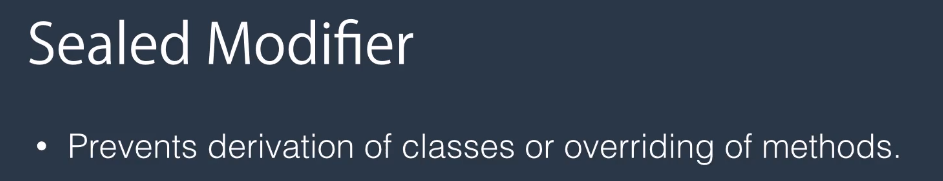 Sealed Modifier
• Prevents derivation of classes or overriding of methods.